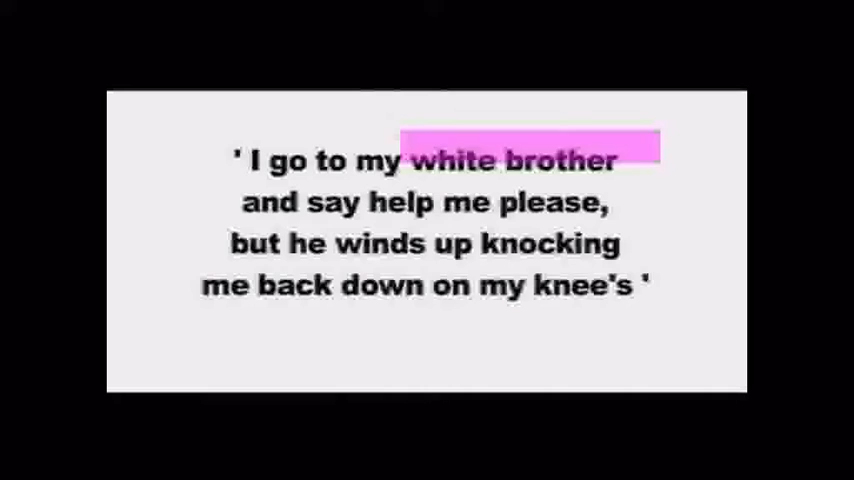 ' I go to my white brother
and say help me please,
but he winds up knocking
me back down on my knee's '